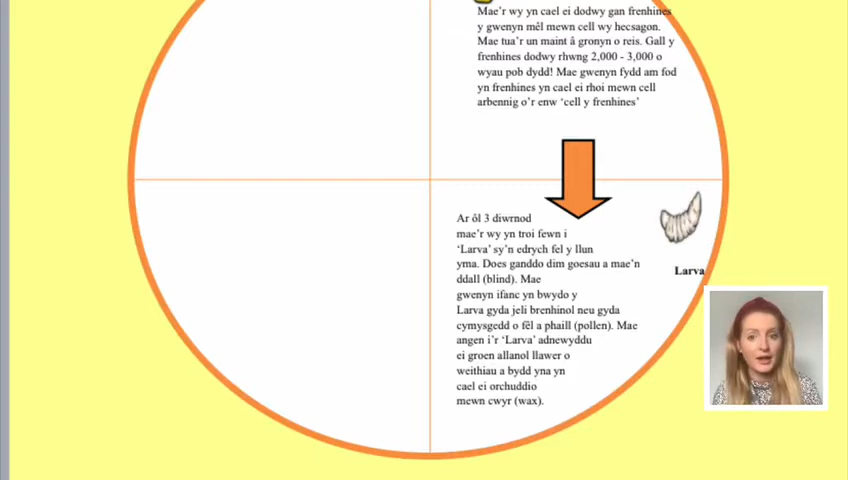 Mae'r wy yn cael ei dodwy gan frenhines
y gwenyn mêl mewn cell wy hecsagon.
Mae tua'r un maint â gronyn o reis. Gall y
frenhines dodwy rhwng 2,000 - 3,000 o
wyau pob dydd! Mae gwenyn fydd am fod
yn frenhines yn cael ei rhoi mewn cell
arbennig o'r enw 'cell y frenhines'
Ar ôl 3 diwrnod
mae'r wy yn troi fewn i
'Larva' sy'n edrych fel y llun
yma. Does ganddo dim goesau a mae'n
ddall (blind). Mae
gwenyn ifanc yn bwydo y
Larva gyda jeli brenhinol neu gyda
cymysgedd o fêl a phaill (pollen). Mae
angen i'r 'Larva' adnewyddu
ei groen allanol llawer o
weithiau a bydd yna yn
cael ei orchuddio
mewn cwyr (wax).
Larva